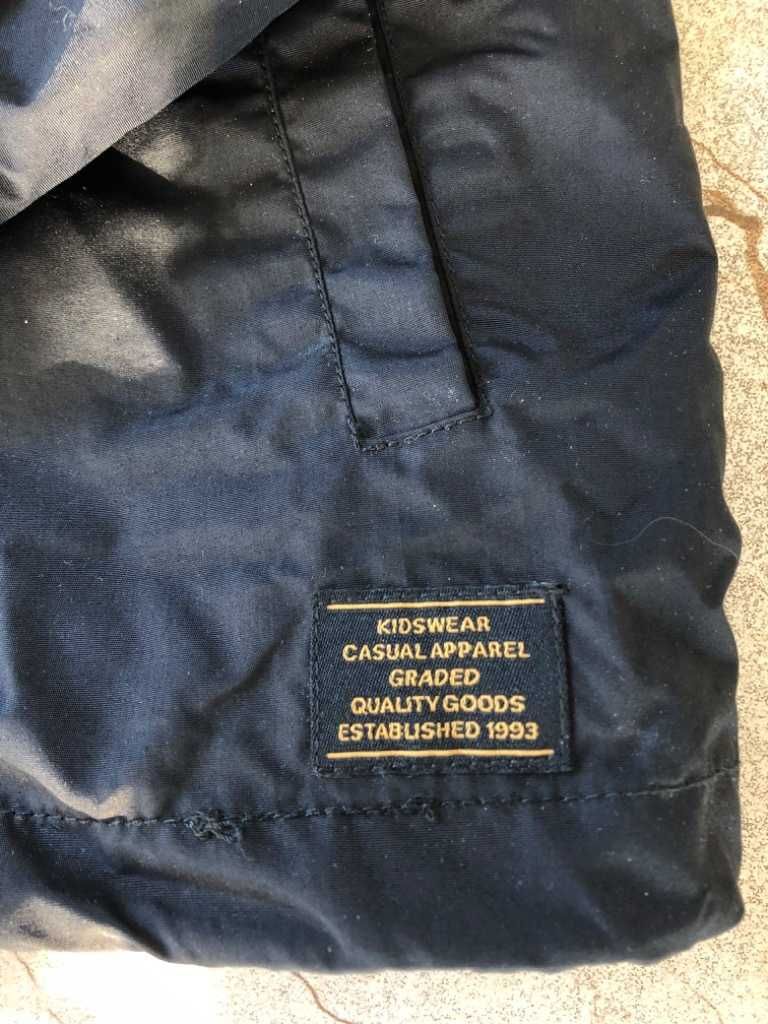 KIDSWEAR
CASUAL APPAREL
GRADED
QUALITY GOODS
ESTABLISHED 1993